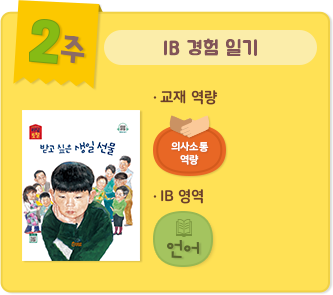 2주
IB 경험 일기
· 교재 역량
받고 싶은 생일 선물
의사소통
역량
· IB 영역
언어